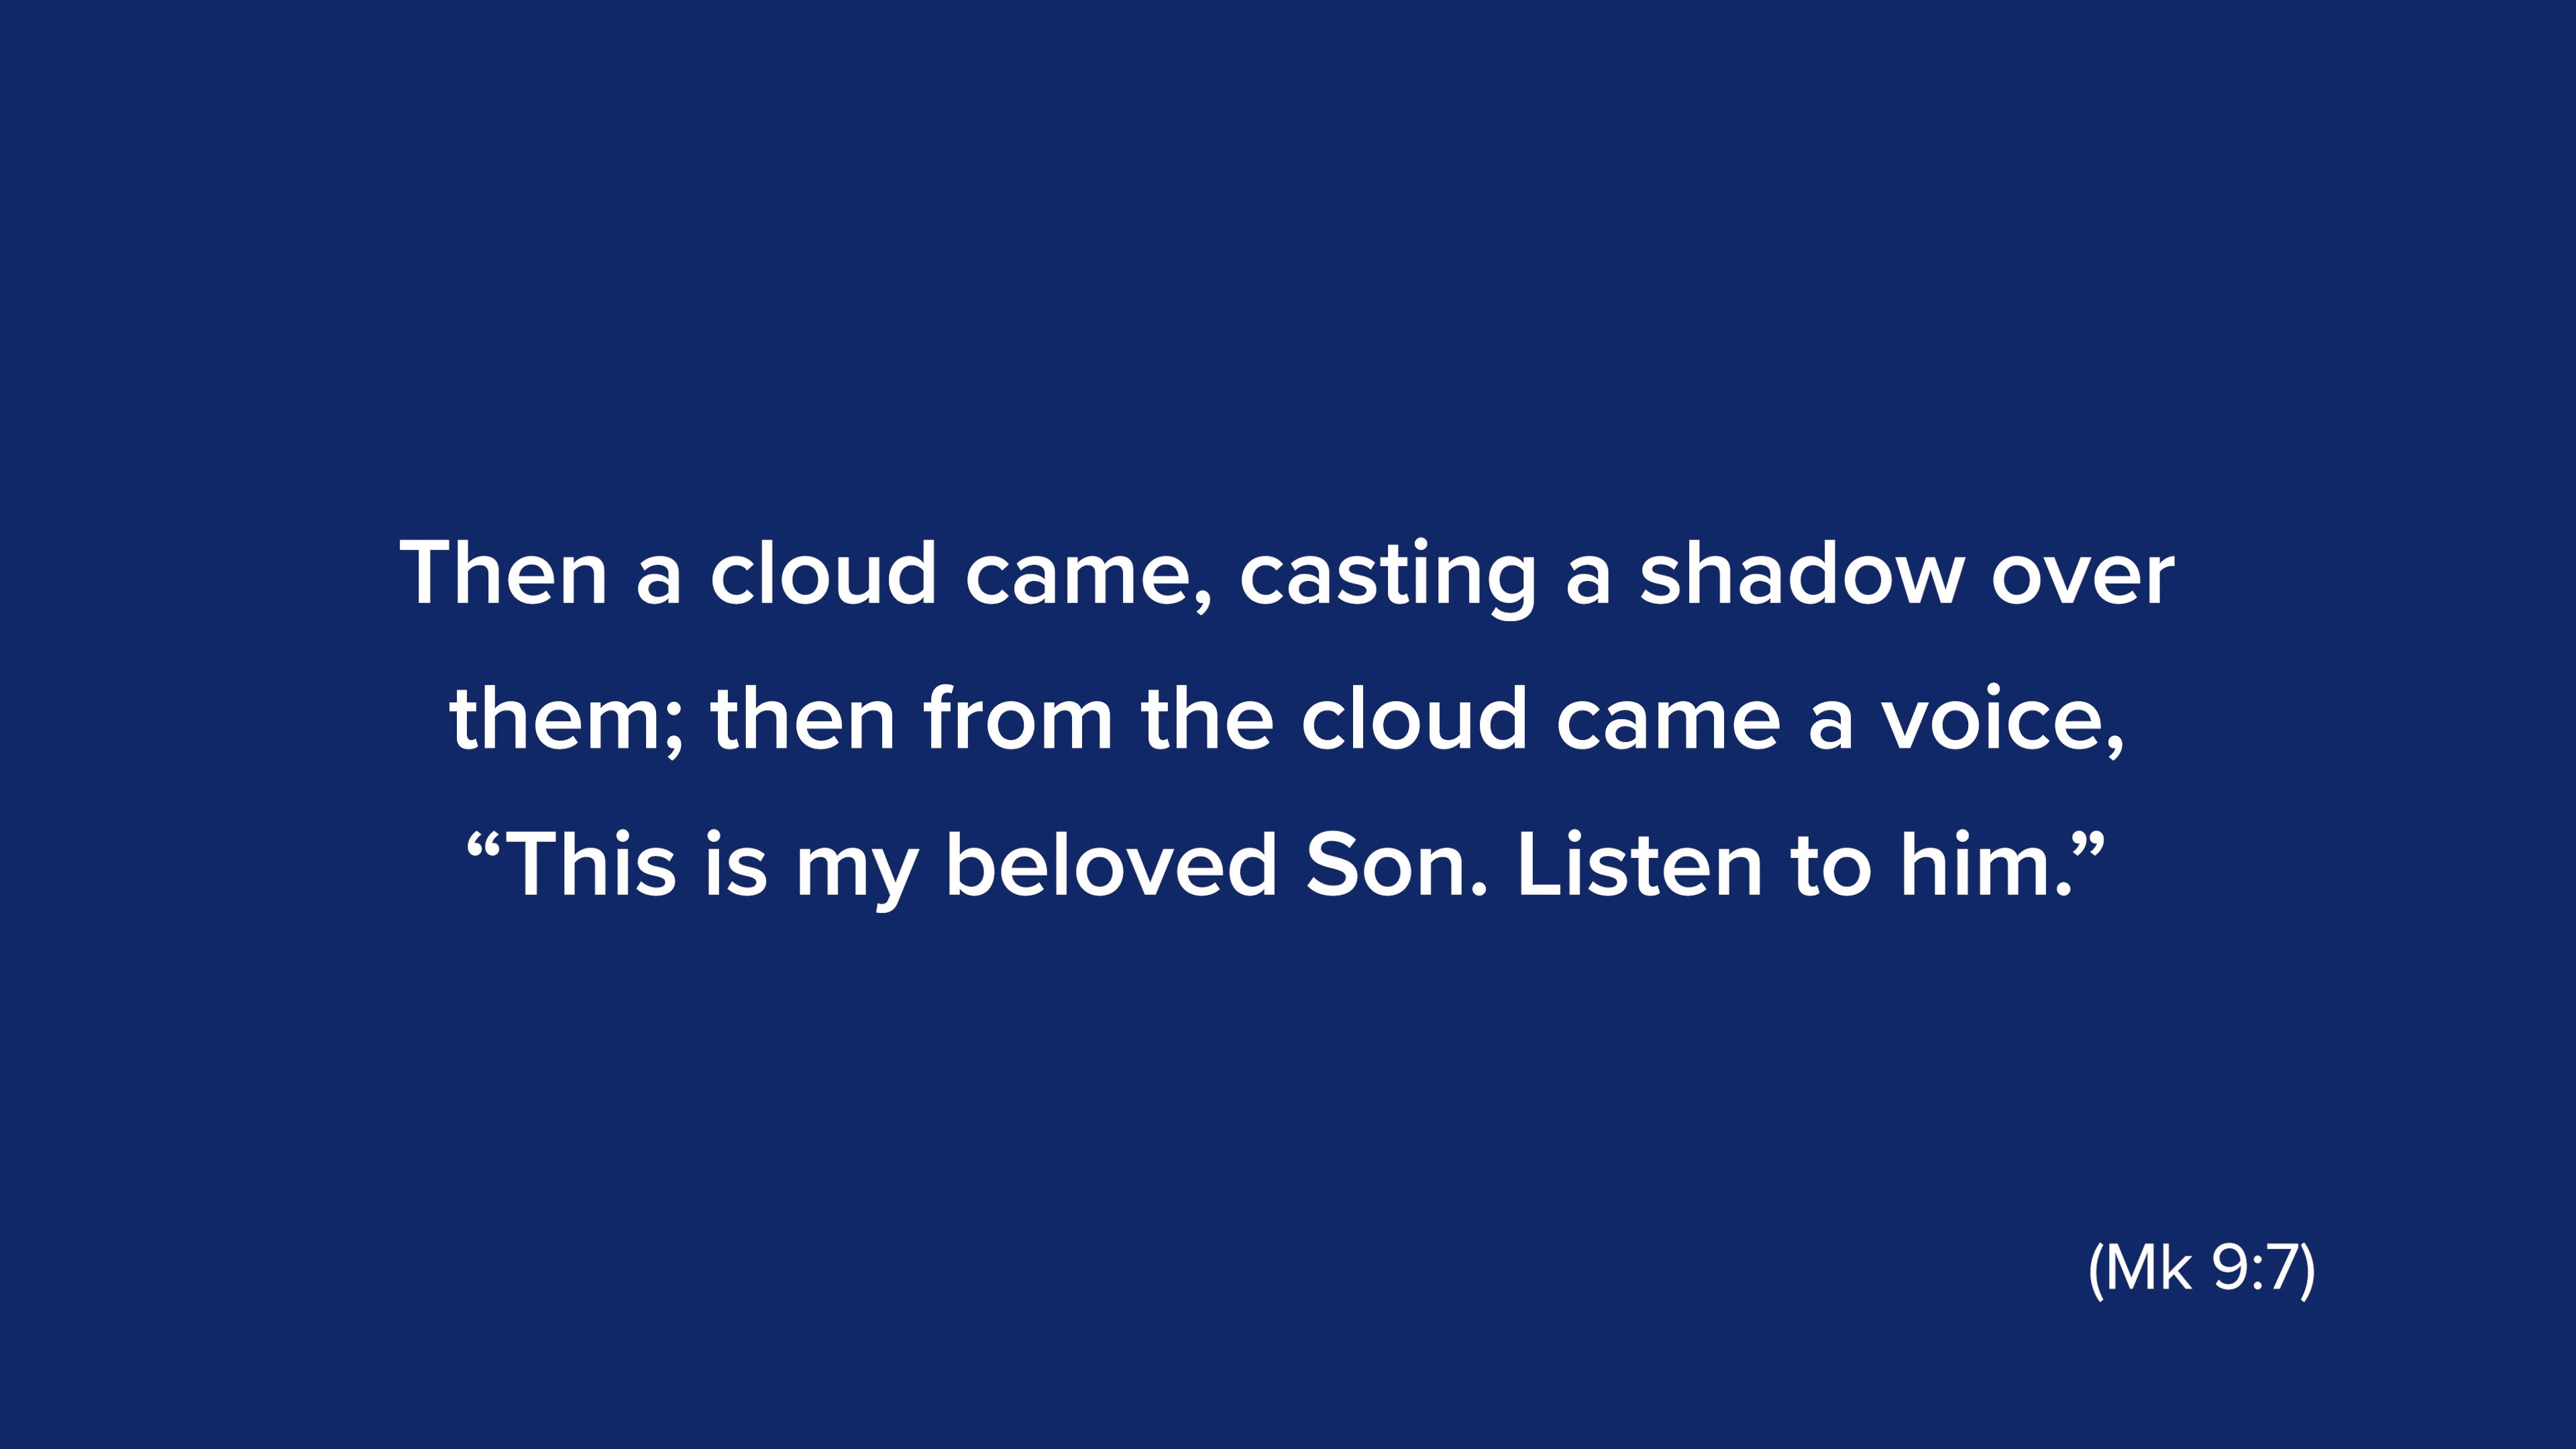 Then a cloud came, casting a shadow over
them; then from the cloud came a voice,
“This is my beloved Son. Listen to him.”
(Mk 9:7)